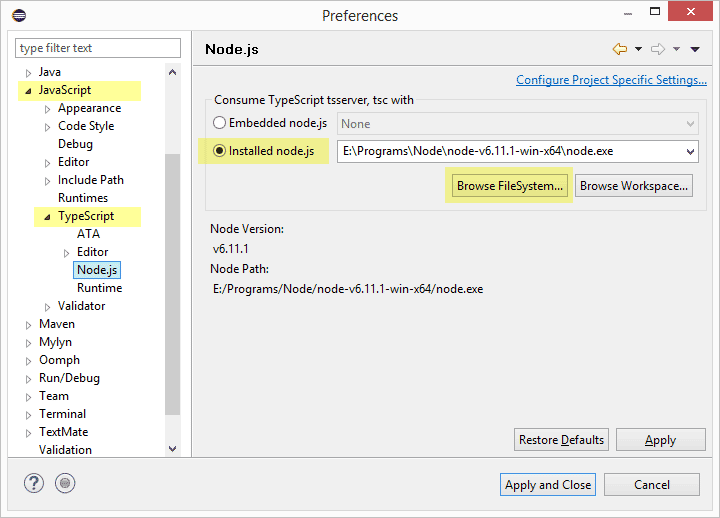 Preferences
type filter text
Java
JavaScript
Appearance
Code Style
Debug
Editor
Include Path
Runtimes
TypeScript
ATA
Editor
Node.js
Runtime
Validator
Maven
Mylyn
Oomph
Run/Debug
Team
Terminal
TextMate
Validation
Node.js
Configure Project Specific Settings...
Consume TypeScript tsserver, tsc with
Embedded node.js None
Installed node.js E:\Programs\Node\node-v6.11.1-win-x64\node.exe
Browse FileSystem... Browse Workspace...
Node Version:
v6.11.1
Node Path:
E:/Programs/Node/node-v6.11.1-win-x64/node.exe
Restore Defaults Apply
? Apply and Close Cancel